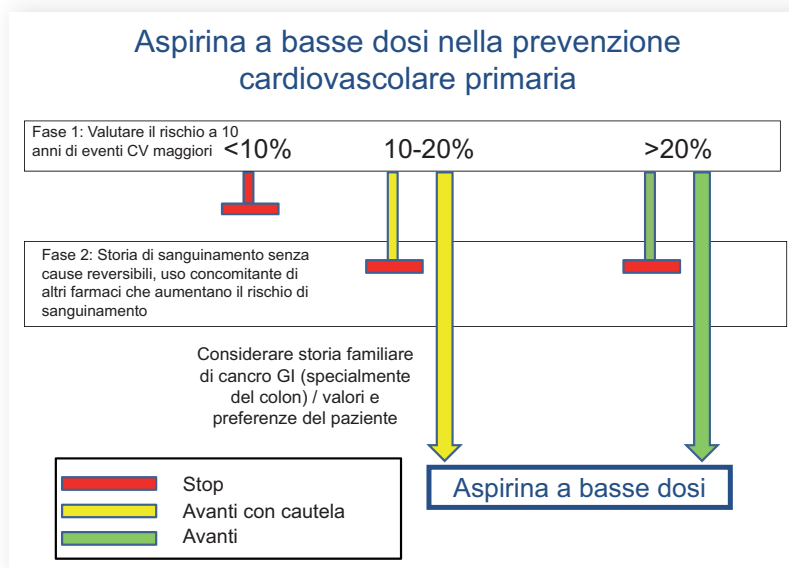 Aspirina a basse dosi nella prevenzione
cardiovascolare primaria
Fase 1: Valutare il rischio a 10
anni di eventi CV maggiori
<10%
10-20%
>20%
Fase 2: Storia di sanguinamento senza
cause reversibili, uso concomitante di
altri farmaci che aumentano il rischio di
sanguinamento
Considerare storia familiare
di cancro GI (specialmente
del colon) / valori e
preferenze del paziente
Aspirina a basse dosi
Stop
Avanti con cautela
Avanti